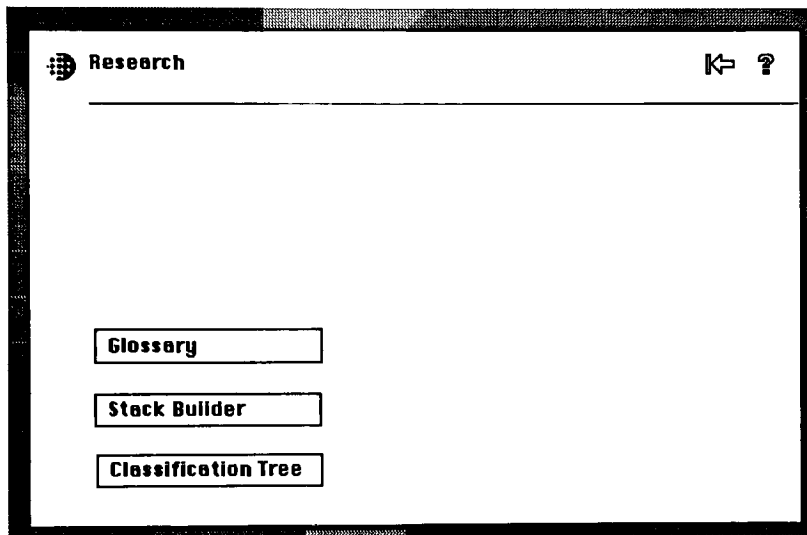 Research
?
Glossary
Stack Builder
Classification Tree